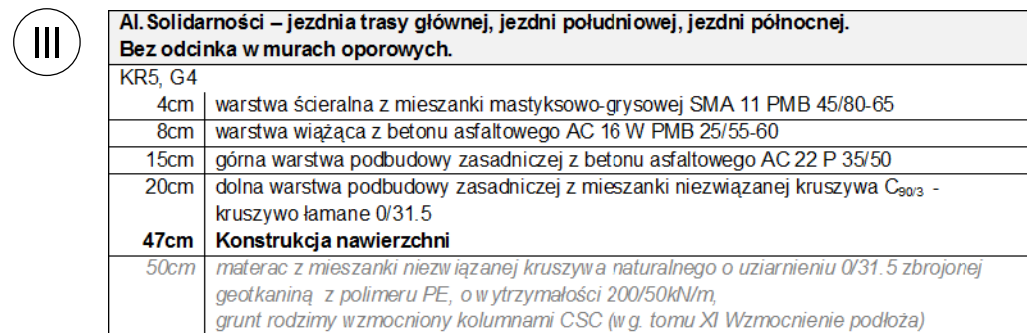 III
Al. Solidarności – jezdnia trasy głównej, jezdni południowej, jezdni północnej.
Bez odcinka w murach oporowych.
KR5, G4
4cm warstwa ścieralna z mieszanki mastyksowo-grysowej SMA 11 PMB 45/80-65
8cm warstwa wiążąca z betonu asfaltowego AC 16 W PMB 25/55-60
15cm górna warstwa podbudowy zasadniczej z betonu asfaltowego AC 22 P 35/50
20cm dolna warstwa podbudowy zasadniczej z mieszanki niezwiązanej kruszywa C90/3 -
kruszywo łamane 0/31.5
47cm Konstrukcja nawierzchni
50cm materac z mieszanki niezwiązanej kruszywa naturalnego o uziarnieniu 0/31.5 zbrojonej
geotkaniną z polimeru PE, o wytrzymałości 200/50kN/m,
grunt rodzimy wzmocniony kolumnami CSC (wg. tomu XI Wzmocnienie podłoża)